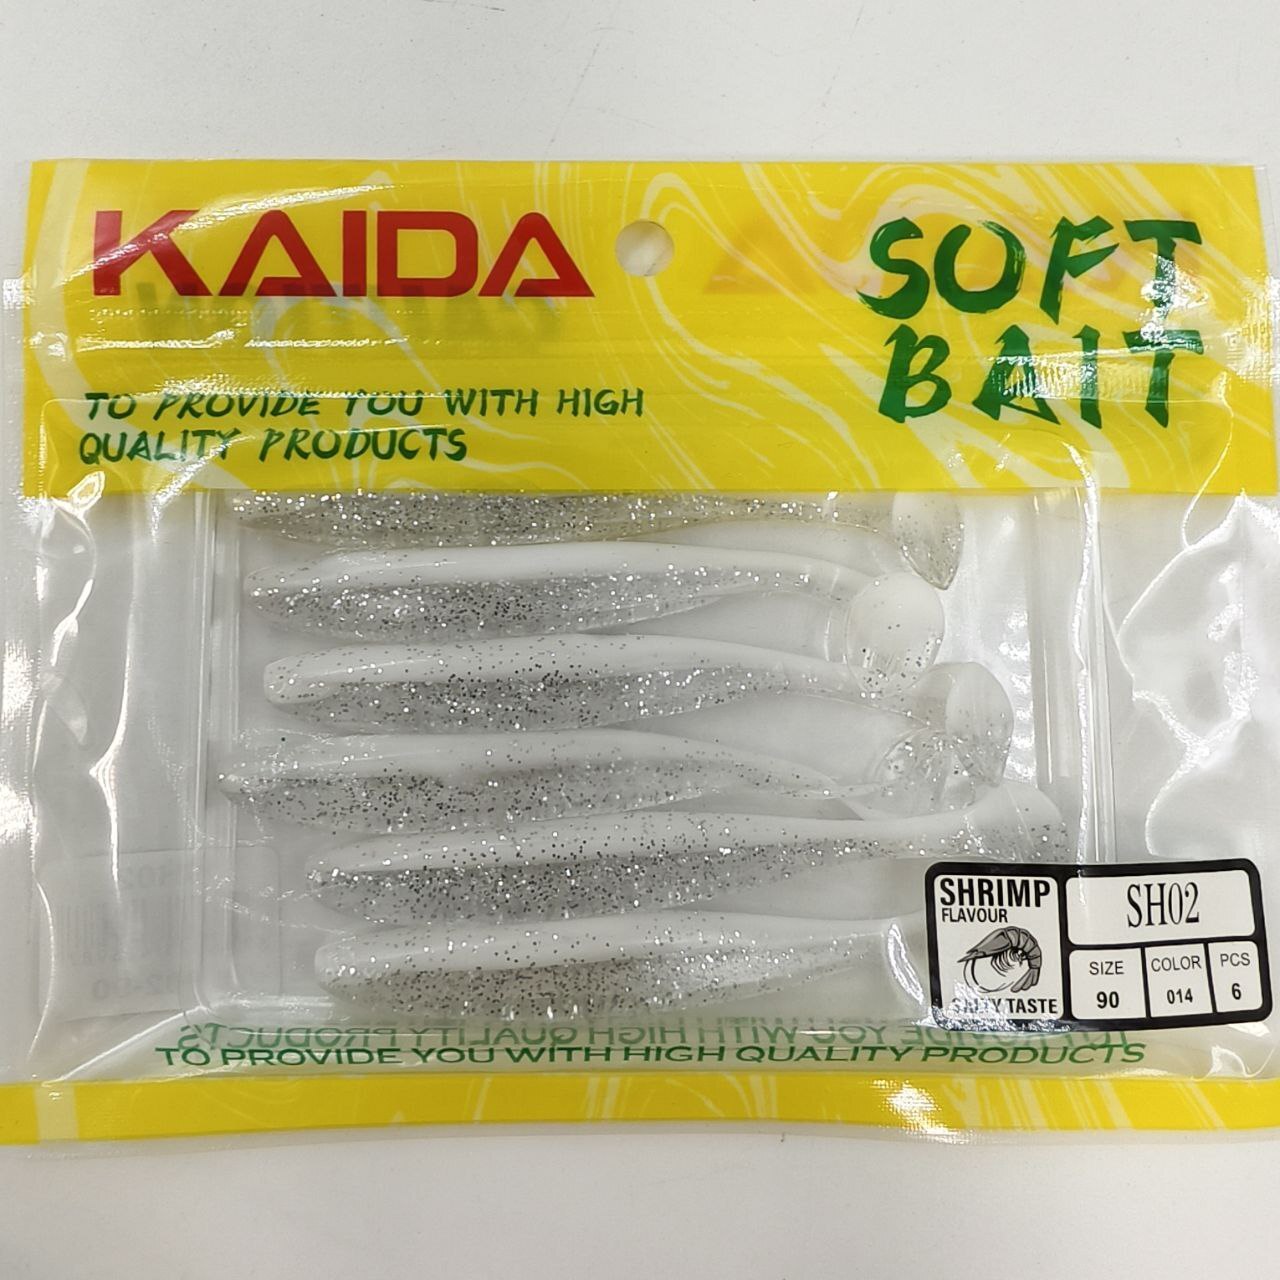 KAIDA
SOFT
BAIT
TO PROVIDE YOU WITH HIGH
QUALITY PRODUCTS
SHRIMP
FLAVOUR
SALTY TASTE
SH02
SIZE
90
COLOR
014
PCS
6
TO PROVIDE YOU WITH HIGH QUALITY PRODUCTS